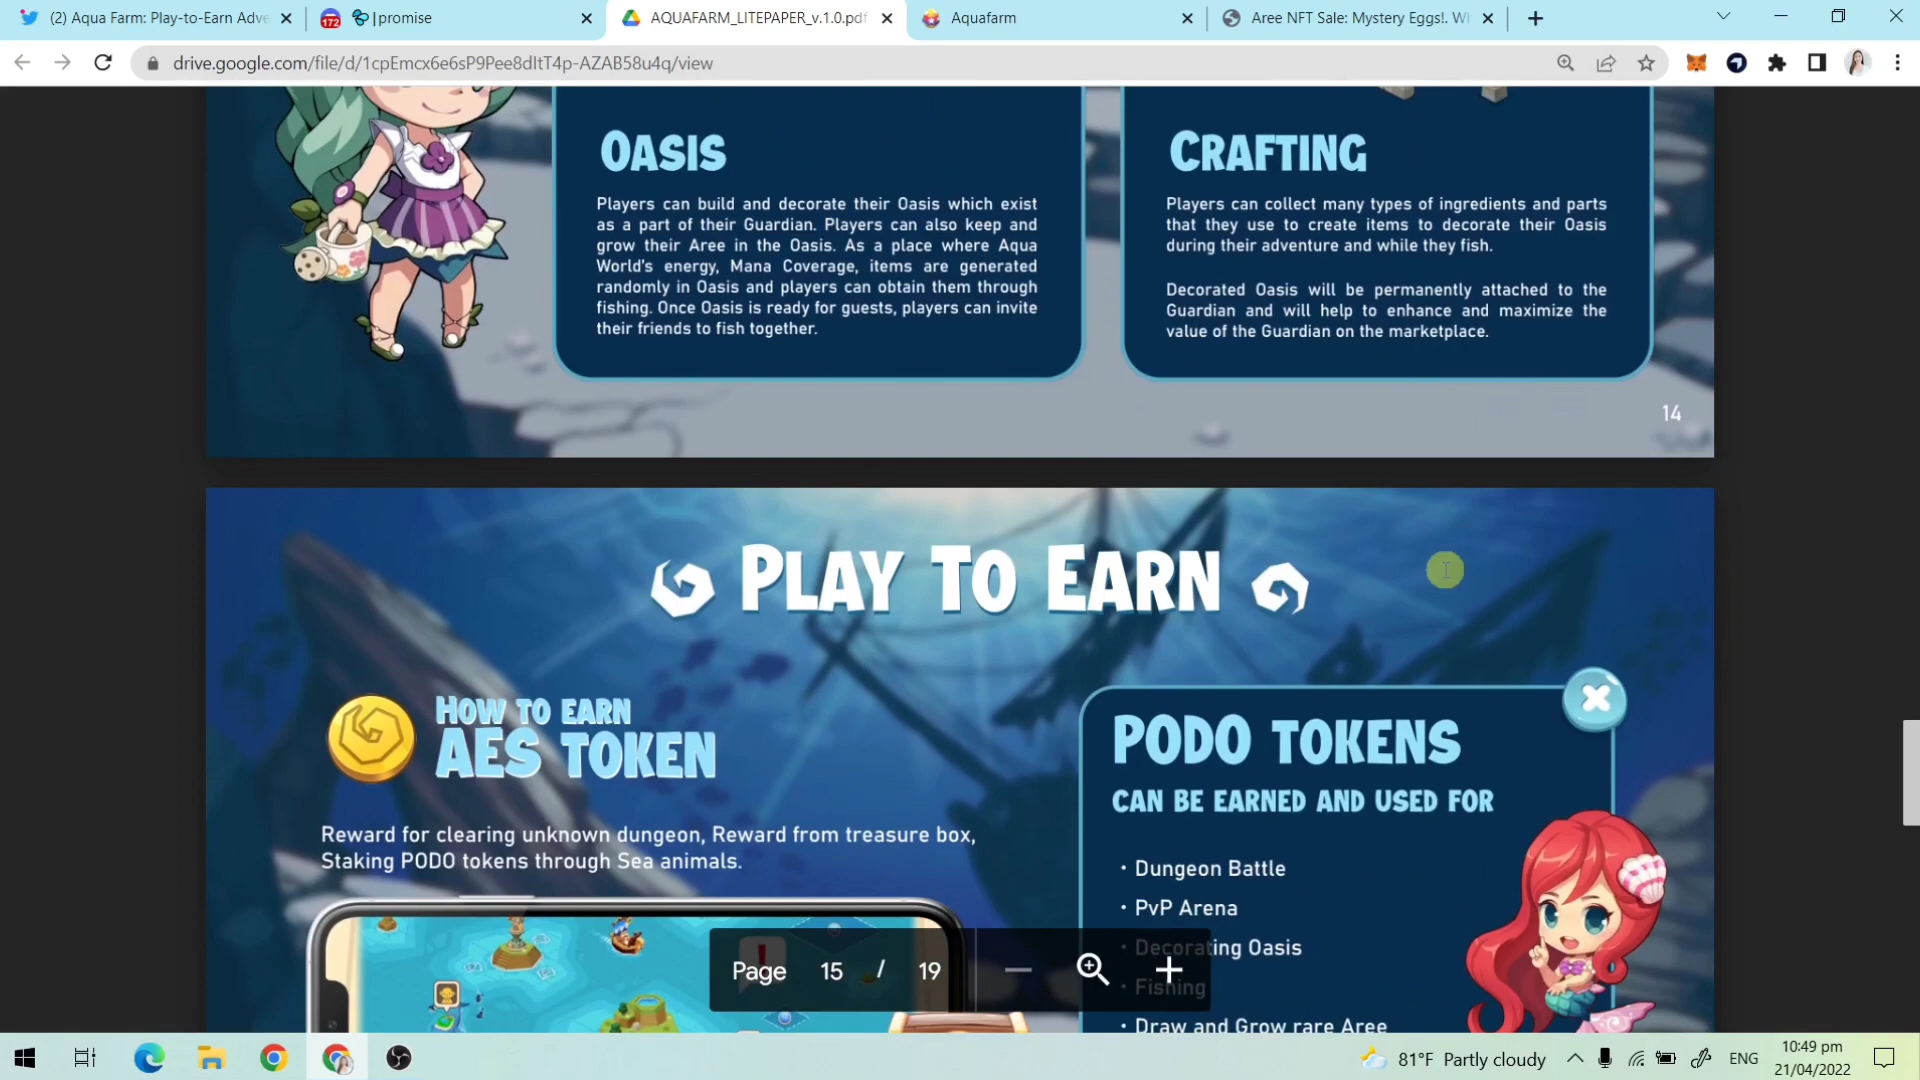 (2) Aqua Farm: Play-to-Earn Adve
172
|promise
AQUAFARM_LITEPAPER_v.1.0.pdf
Aquafarm
Aree NFT Sale: Mystery Eggs!. W
drive.google.com/file/d/1cpEmcx6e6sP9Pee8dItT4p-AZAB58u4q/view
OASIS
Players can build and decorate their Oasis which exist
as a part of their Guardian. Players can also keep and
grow their Aree in the Oasis. As a place where Aqua
World's energy, Mana Coverage, items are generated
randomly in Oasis and players can obtain them through
fishing. Once Oasis is ready for guests, players can invite
their friends to fish together.
CRAFTING
Players can collect many types of ingredients and parts
that they use to create items to decorate their Oasis
during their adventure and while they fish.
Decorated Oasis will be permanently attached to the
Guardian and will help to enhance and maximize the
value of the Guardian on the marketplace.
14
PLAY TO EARN
HOW TO EARN
AES TOKEN
Reward for clearing unknown dungeon, Reward from treasure box,
Staking PODO tokens through Sea animals.
PODO TOKENS
CAN BE EARNED AND USED FOR
· Dungeon Battle
· PvP Arena
· Decorating Oasis
· Fishing
· Draw and Grow rare Aree
Page 15 / 19
81°F Partly cloudy
ENG
10:49 pm
21/04/2022